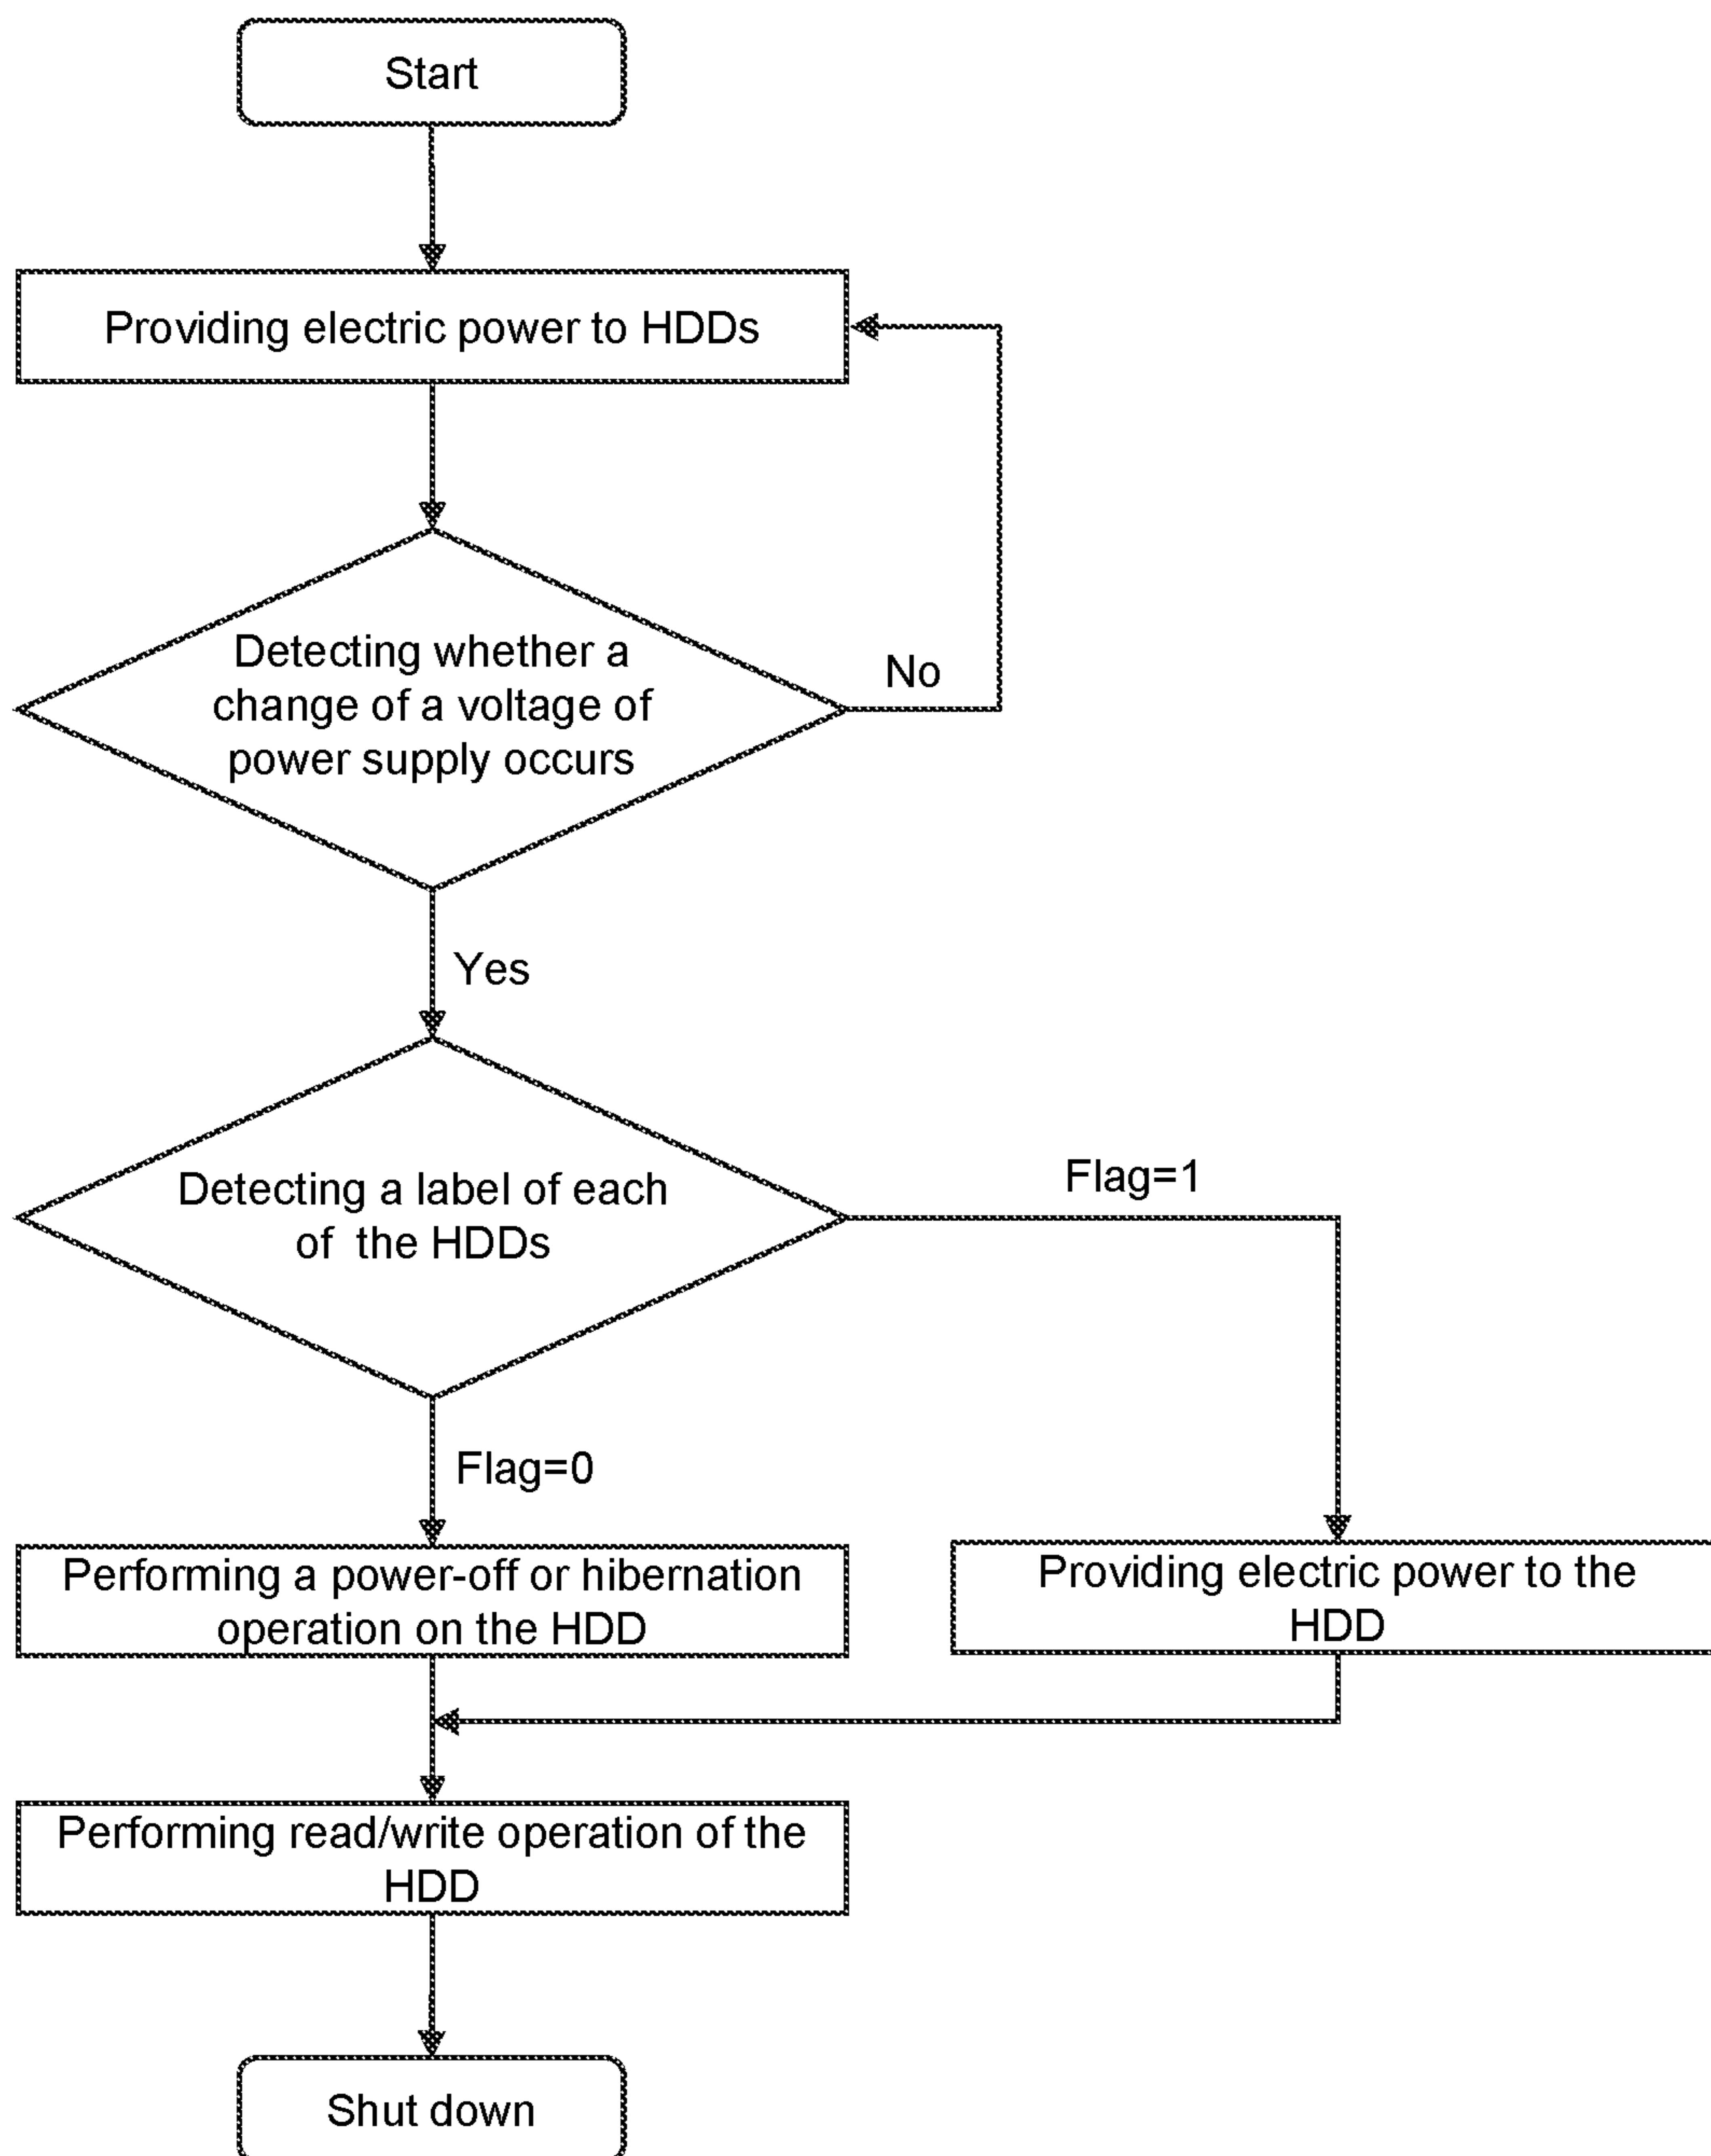 Start
Providing electric power to HDDs
Detecting whether a
change of a voltage of
power supply occurs
No
Yes
Detecting a label of each
of  the HDDs
Flag=1
Flag=0
Performing a power-off or hibernation
operation on the HDD
Providing electric power to the
HDD
Performing read/write operation of the
HDD
Shut down